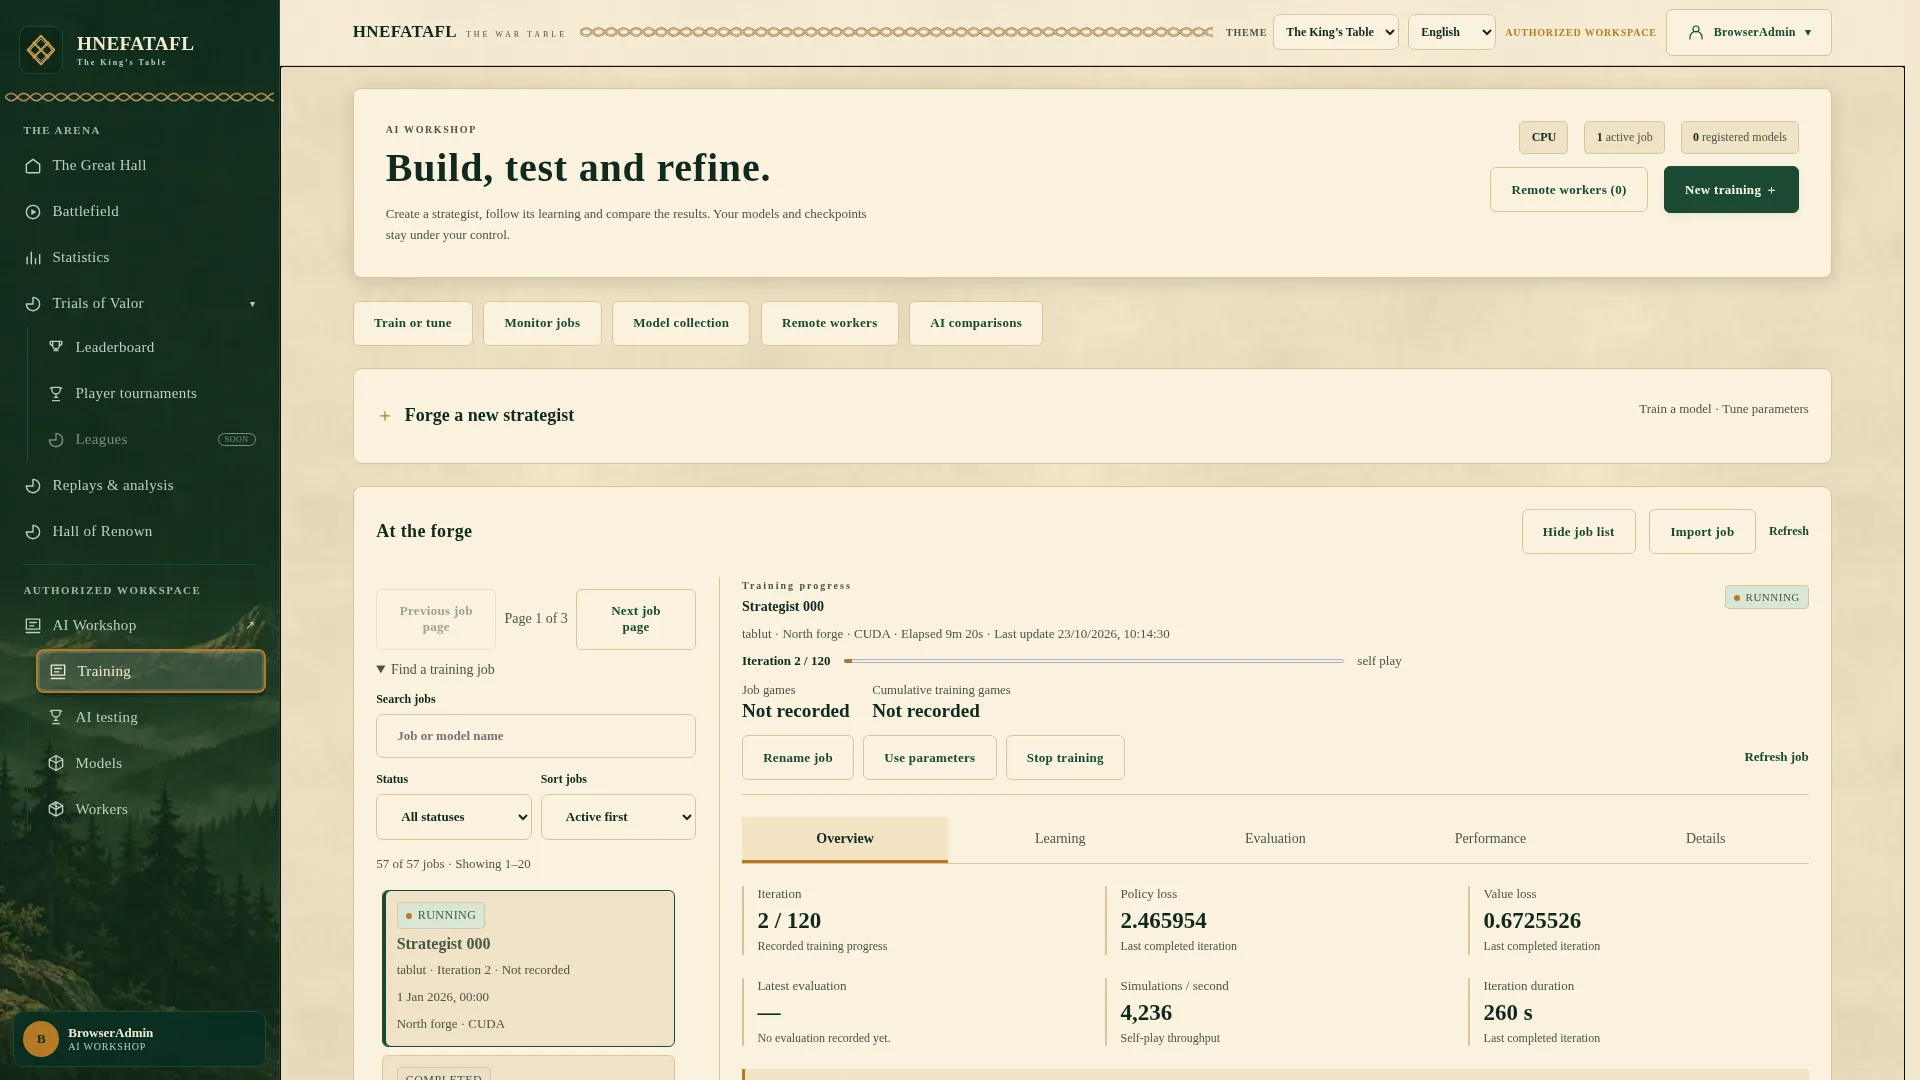 HNEFATAFL
The King's Table
THE ARENA
The Great Hall
Battlefield
Statistics
Trials of Valor ▾
Leaderboard
Player tournaments
Leagues SOON
Replays & analysis
Hall of Renown
AUTHORIZED WORKSPACE
AI Workshop ↗
Training
AI testing
Models
Workers
B BrowserAdmin
AI WORKSHOP
HNEFATAFL THE WAR TABLE THEME The King's Table English AUTHORIZED WORKSPACE BrowserAdmin ▾
AI WORKSHOP
Build, test and refine.
Create a strategist, follow its learning and compare the results. Your models and checkpoints
stay under your control.
CPU 1 active job 0 registered models
Remote workers (0) New training +
Train or tune Monitor jobs Model collection Remote workers AI comparisons
+ Forge a new strategist Train a model · Tune parameters
At the forge Hide job list Import job Refresh
Previous job
page
Page 1 of 3
Next job
page
▼ Find a training job
Search jobs
Job or model name
Status Sort jobs
All statuses Active first
57 of 57 jobs · Showing 1–20
RUNNING
Strategist 000
tablut · Iteration 2 · Not recorded
1 Jan 2026, 00:00
North forge · CUDA
COMPLETED
Training progress
Strategist 000 RUNNING
tablut · North forge · CUDA · Elapsed 9m 20s · Last update 23/10/2026, 10:14:30
Iteration 2 / 120 self play
Job games Cumulative training games
Not recorded Not recorded
Rename job Use parameters Stop training Refresh job
Overview Learning Evaluation Performance Details
Iteration Policy loss Value loss
2 / 120 2.465954 0.6725526
Recorded training progress Last completed iteration Last completed iteration
Latest evaluation Simulations / second Iteration duration
— 4,236 260 s
No evaluation recorded yet. Self-play throughput Last completed iteration